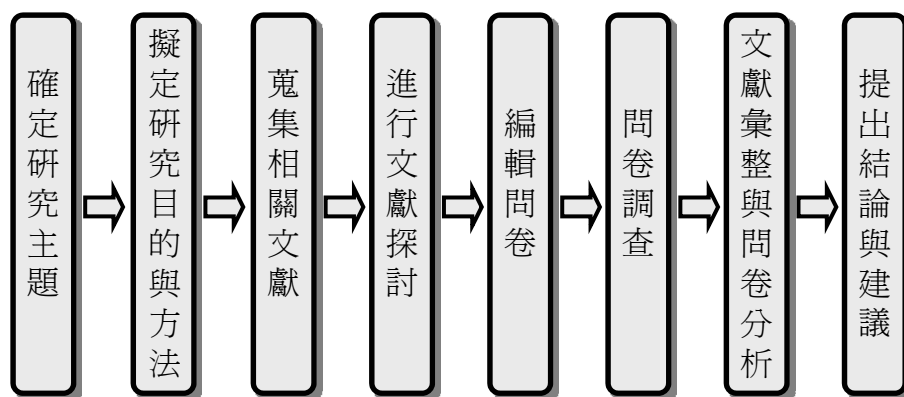 確定研究主題
擬定研究目的與方法
蒐集相關文獻
進行文獻探討
編輯問卷
問卷調查
文獻彙整與問卷分析
提出結論與建議